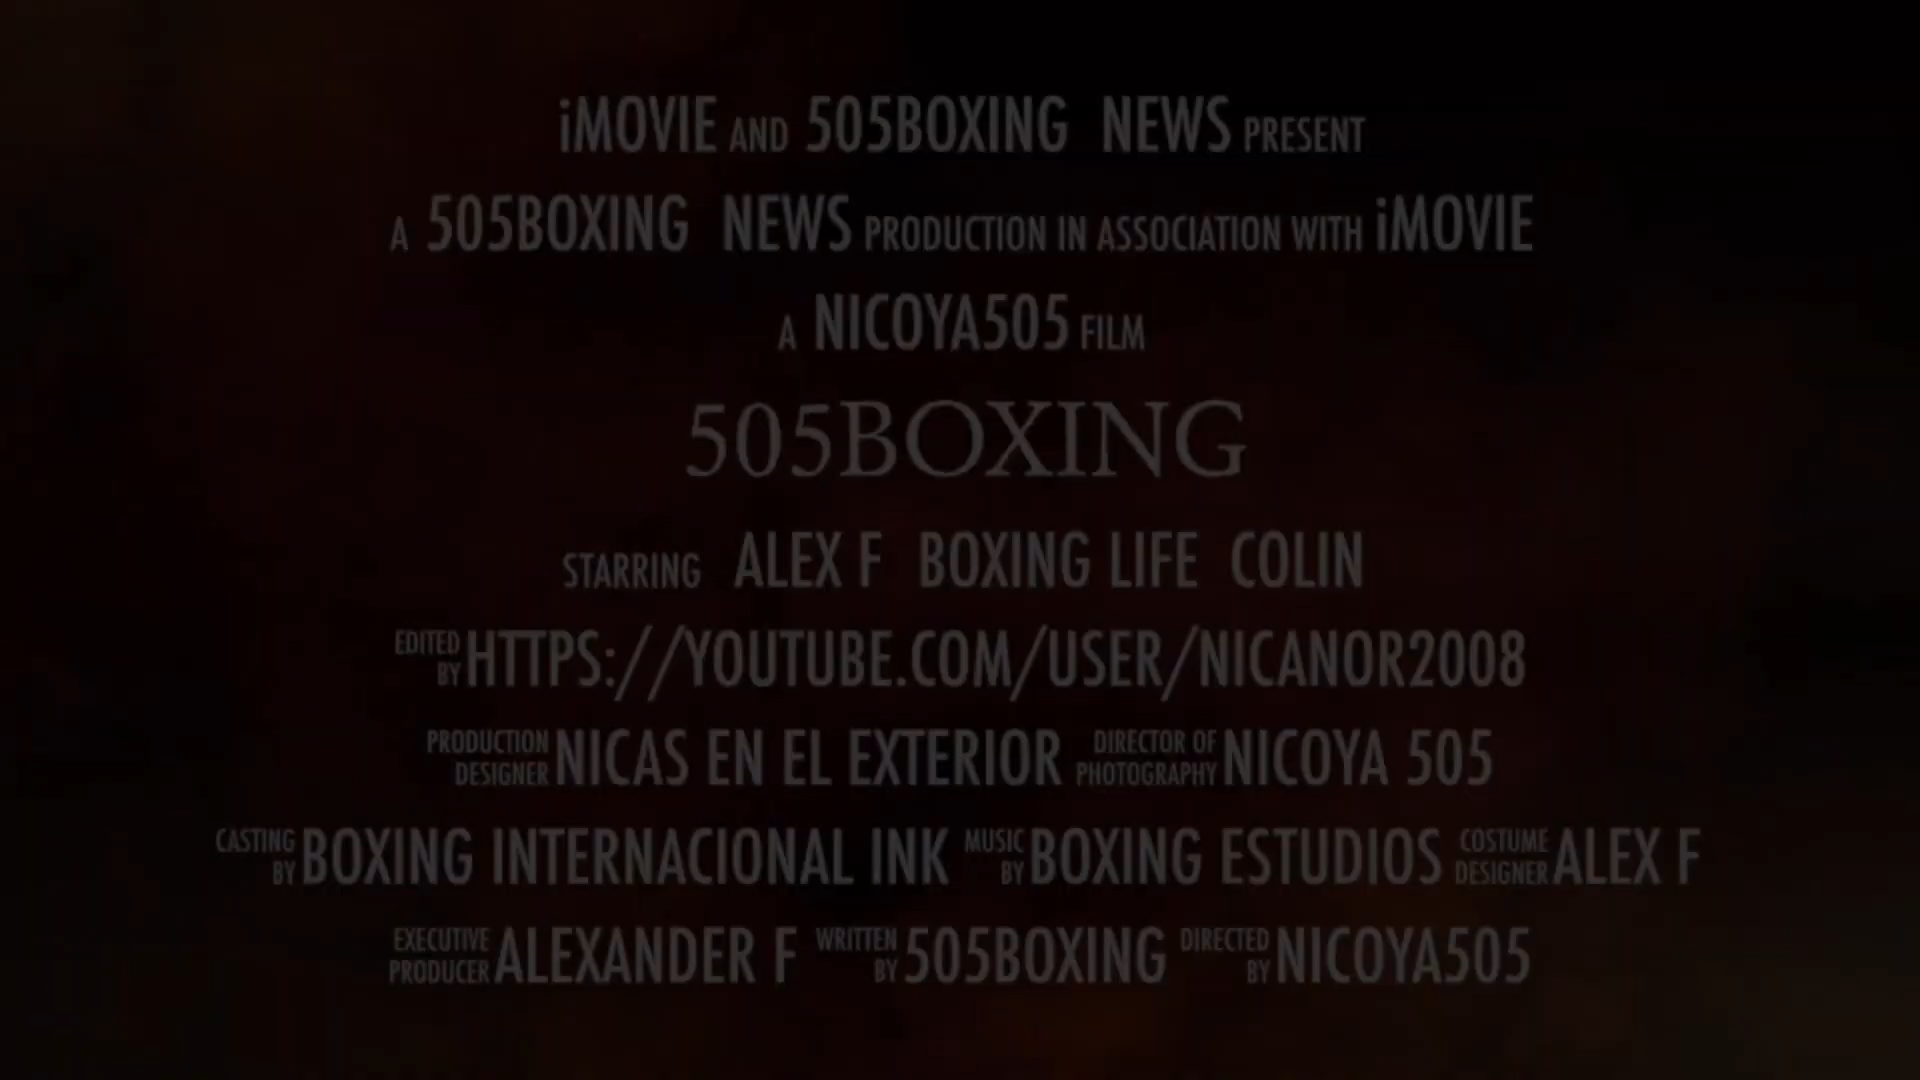 iMOVIE AND 505BOXING NEWS PRESENT
A 505BOXING NEWS PRODUCTION IN ASSOCIATION WITH iMOVIE
A NICOYA505 FILM
505BOXING
STARRING ALEX F BOXING LIFE COLIN
EDITED BY HTTPS://YOUTUBE.COM/USER/NICANOR2008
PRODUCTION DESIGNER NICAS EN EL EXTERIOR DIRECTOR OF PHOTOGRAPHY NICOYA 505
CASTING BY BOXING INTERNACIONAL INK MUSIC BY BOXING ESTUDIOS COSTUME DESIGNER ALEX F
EXECUTIVE PRODUCER ALEXANDER F WRITTEN BY 505BOXING DIRECTED BY NICOYA505